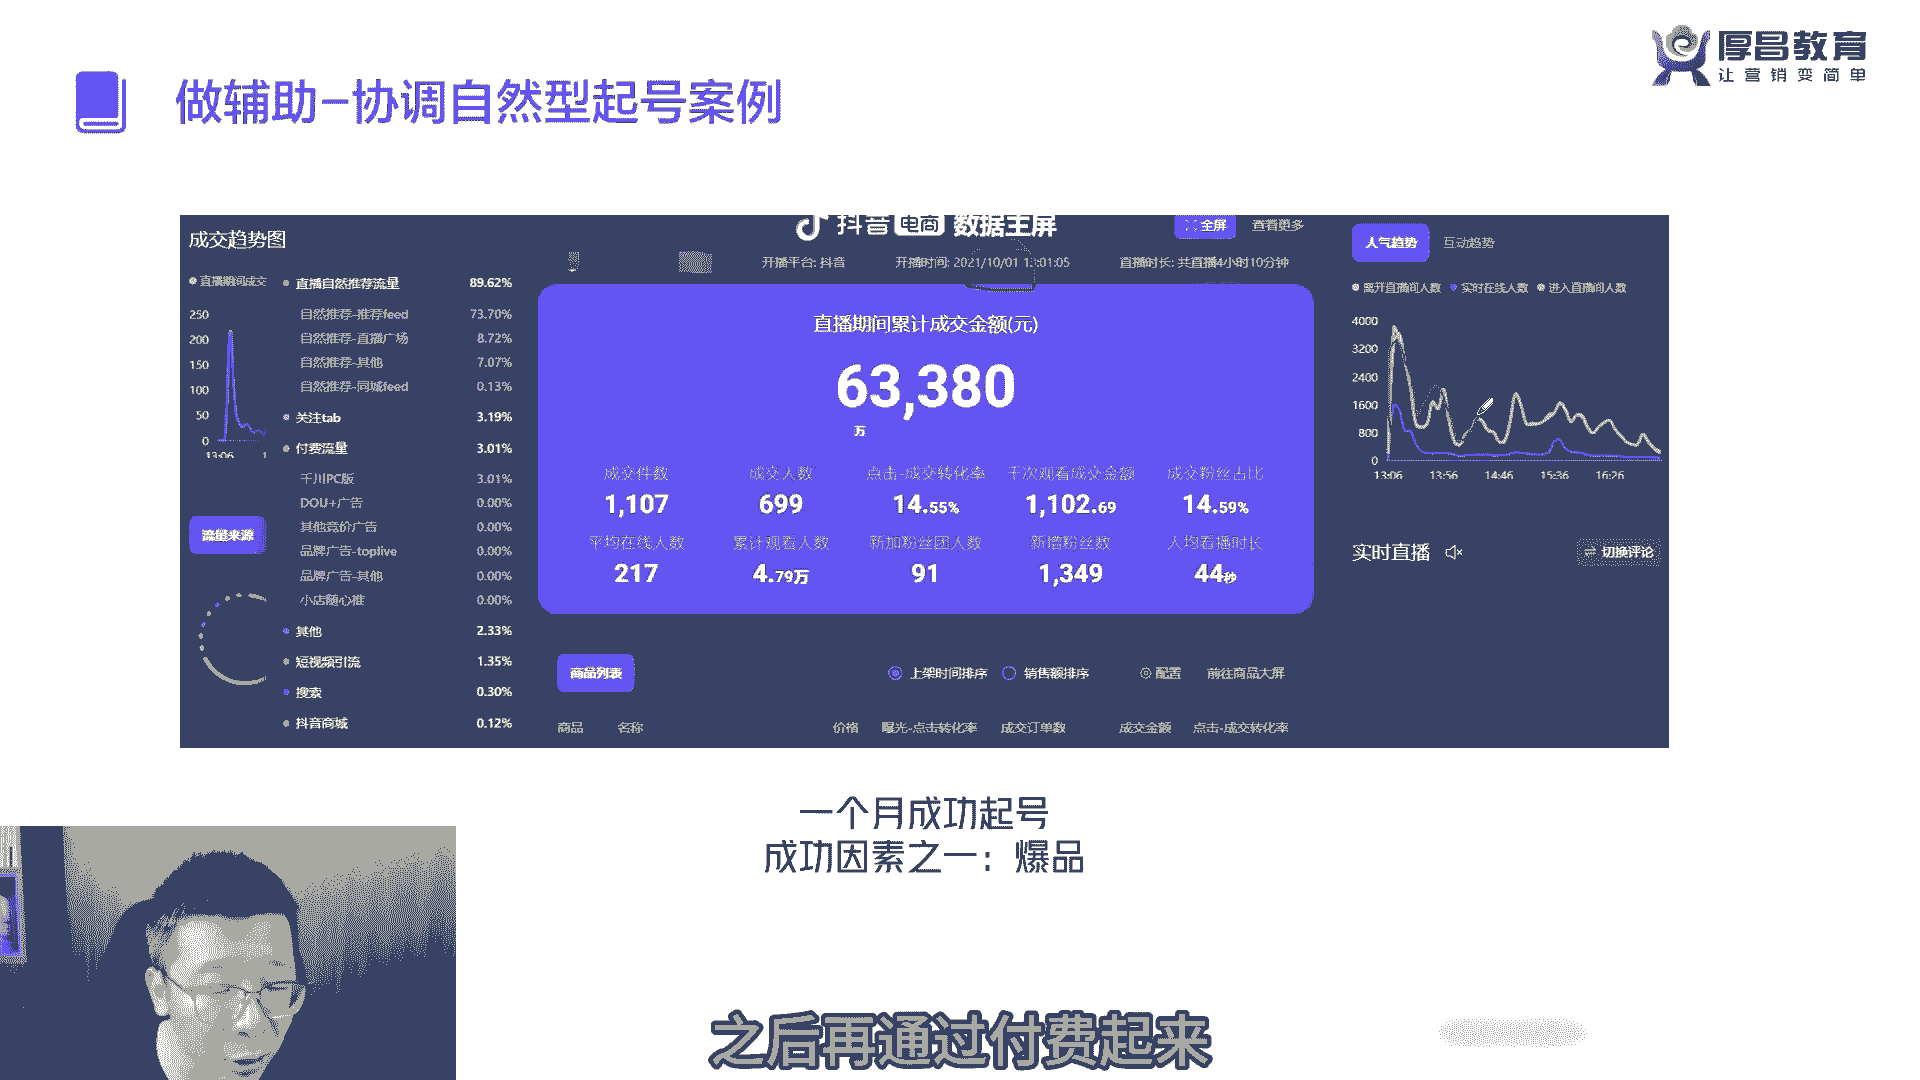 厚昌教育
让营销变简单
做辅助-协调自然型起号案例
抖音 电商 数据主屏
全屏 查看更多
开播平台: 抖音 开播时间: 2021/10/01 1 :01:05 直播时长: 共直播4小时10分钟
成交趋势图
直播期间成交
250
200
150
100
50
0
13:06 1
流量来源
直播自然推荐流量 89.62%
自然推荐-推荐feed 73.70%
自然推荐-直播广场 8.72%
自然推荐-其他 7.07%
自然推荐-同城feed 0.13%
关注tab 3.19%
付费流量 3.01%
千川PC版 3.01%
DOU+广告 0.00%
其他竞价广告 0.00%
品牌广告-toplive 0.00%
品牌广告-其他 0.00%
小店随心推 0.00%
其他 2.33%
短视频引流 1.35%
搜索 0.30%
抖音商城 0.12%
直播期间累计成交金额(元)
63,380
万
成交件数 成交人数 点击-成交转化率 千次观看成交金额 成交粉丝占比
1,107 699 14.55% 1,102.69 14.59%
平均在线人数 累计观看人数 新加粉丝团人数 新增粉丝数 人均看播时长
217 4.79万 91 1,349 44秒
商品列表 上架时间排序 销售额排序 配置 前往商品大屏
商品 名称 价格 曝光-点击转化率 成交订单数 成交金额 点击-成交转化率
人气趋势 互动趋势
离开直播间人数 实时在线人数 进入直播间人数
4000
3200
2400
1600
800
0
13:06 13:56 14:46 15:36 16:26
实时直播 切换评论
一个月成功起号
成功因素之一：爆品
之后再通过付费起来